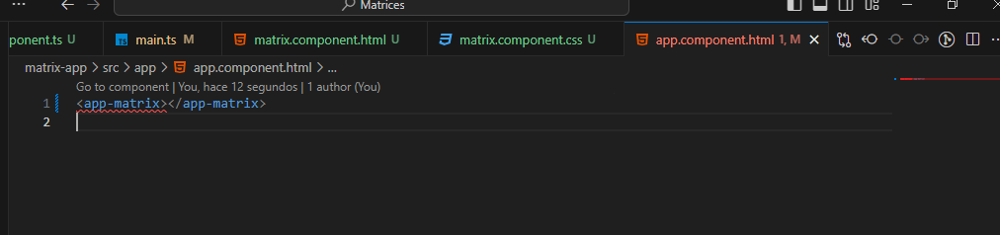 Matrices
ponent.ts U main.ts M matrix.component.html U matrix.component.css U app.component.html 1, M
matrix-app > src > app > app.component.html > ...
Go to component | You, hace 12 segundos | 1 author (You)
1 <app-matrix></app-matrix>
2